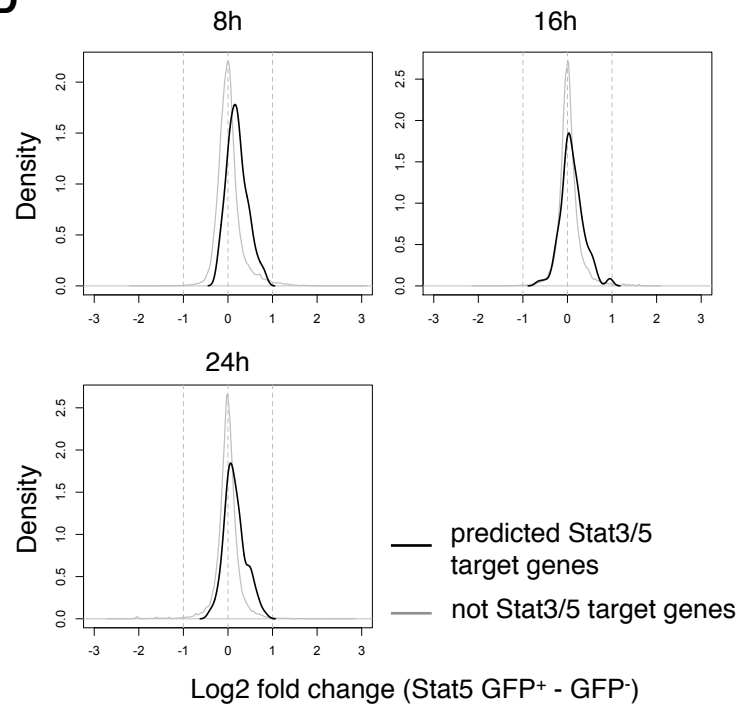 8h
16h
2.0
1.5
1.0
0.5
0.0
Density
-3 -2 -1 0 1 2 3
2.5
2.0
1.5
1.0
0.5
0.0
-3 -2 -1 0 1 2 3
24h
2.5
2.0
1.5
1.0
0.5
0.0
Density
-3 -2 -1 0 1 2 3
predicted Stat3/5
target genes
not Stat3/5 target genes
Log2 fold change (Stat5 GFP⁺ - GFP⁻)